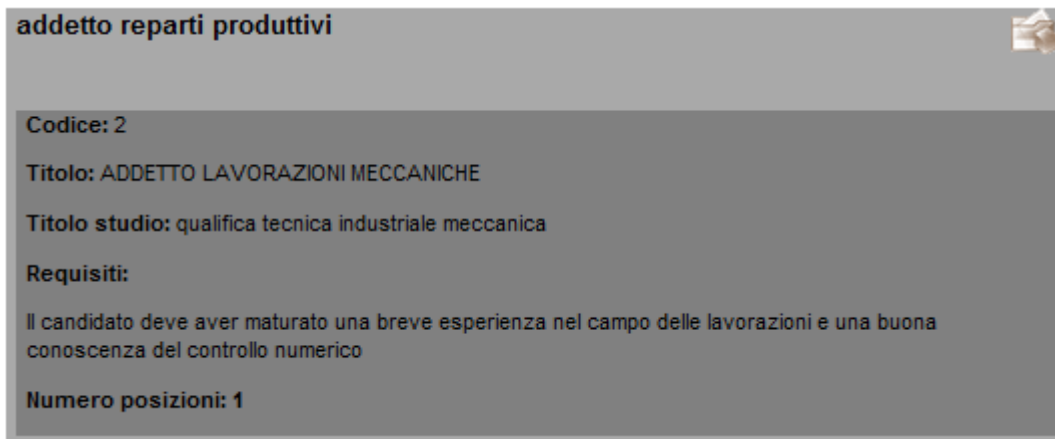 addetto reparti produttivi
Codice: 2
Titolo: ADDETTO LAVORAZIONI MECCANICHE
Titolo studio: qualifica tecnica industriale meccanica
Requisiti:
Il candidato deve aver maturato una breve esperienza nel campo delle lavorazioni e una buona
conoscenza del controllo numerico
Numero posizioni: 1